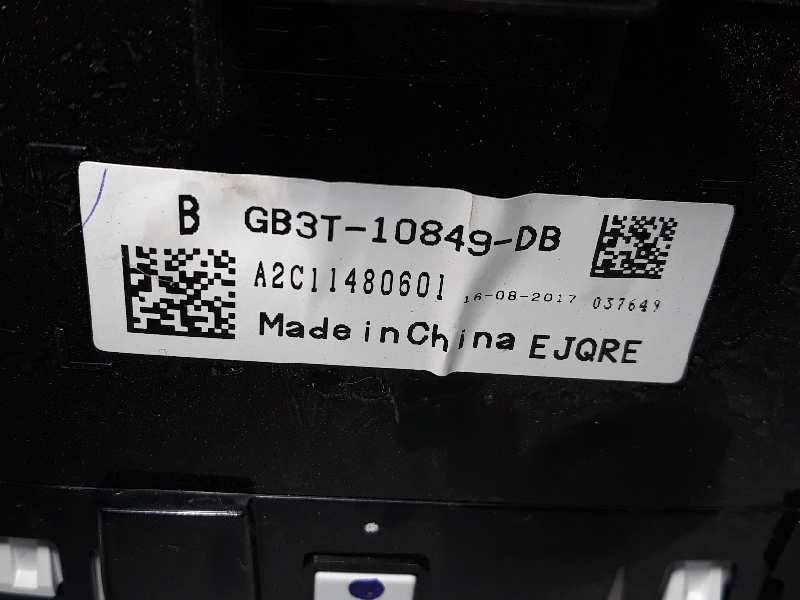 B GB3T-10849-DB
A2C11480601 16-08-2017 037649
Made in China EJQRE